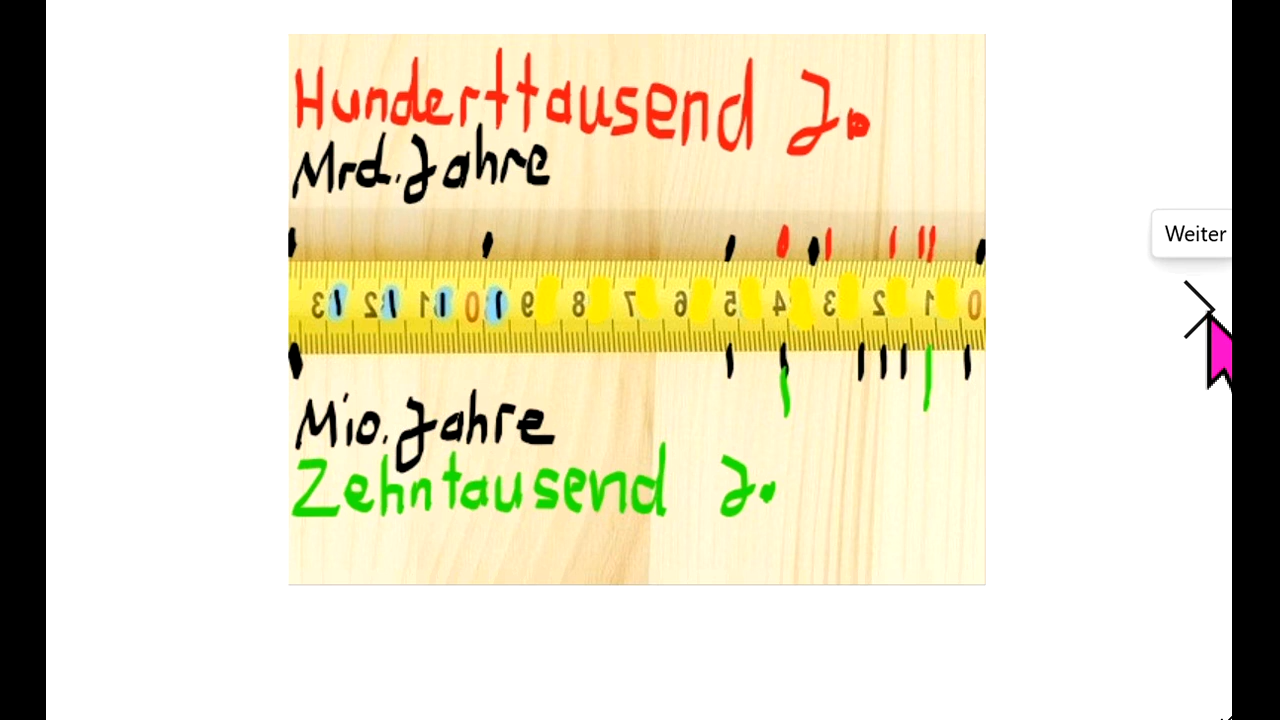 Hunderttausend J.
Mrd. Jahre
Weiter
13 12 11 10 9 8 7 6 5 4 3 2 1 0
Mio. Jahre
Zehntausend J.